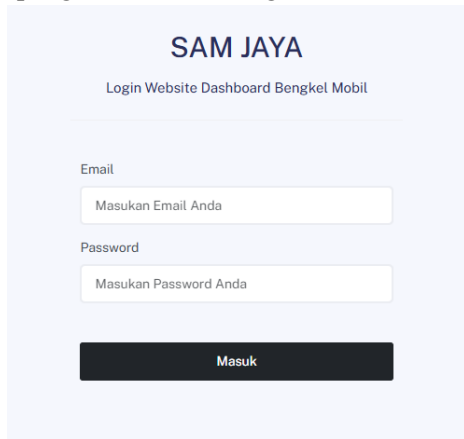 SAM JAYA
Login Website Dashboard Bengkel Mobil
Email
Masukan Email Anda
Password
Masukan Password Anda
Masuk